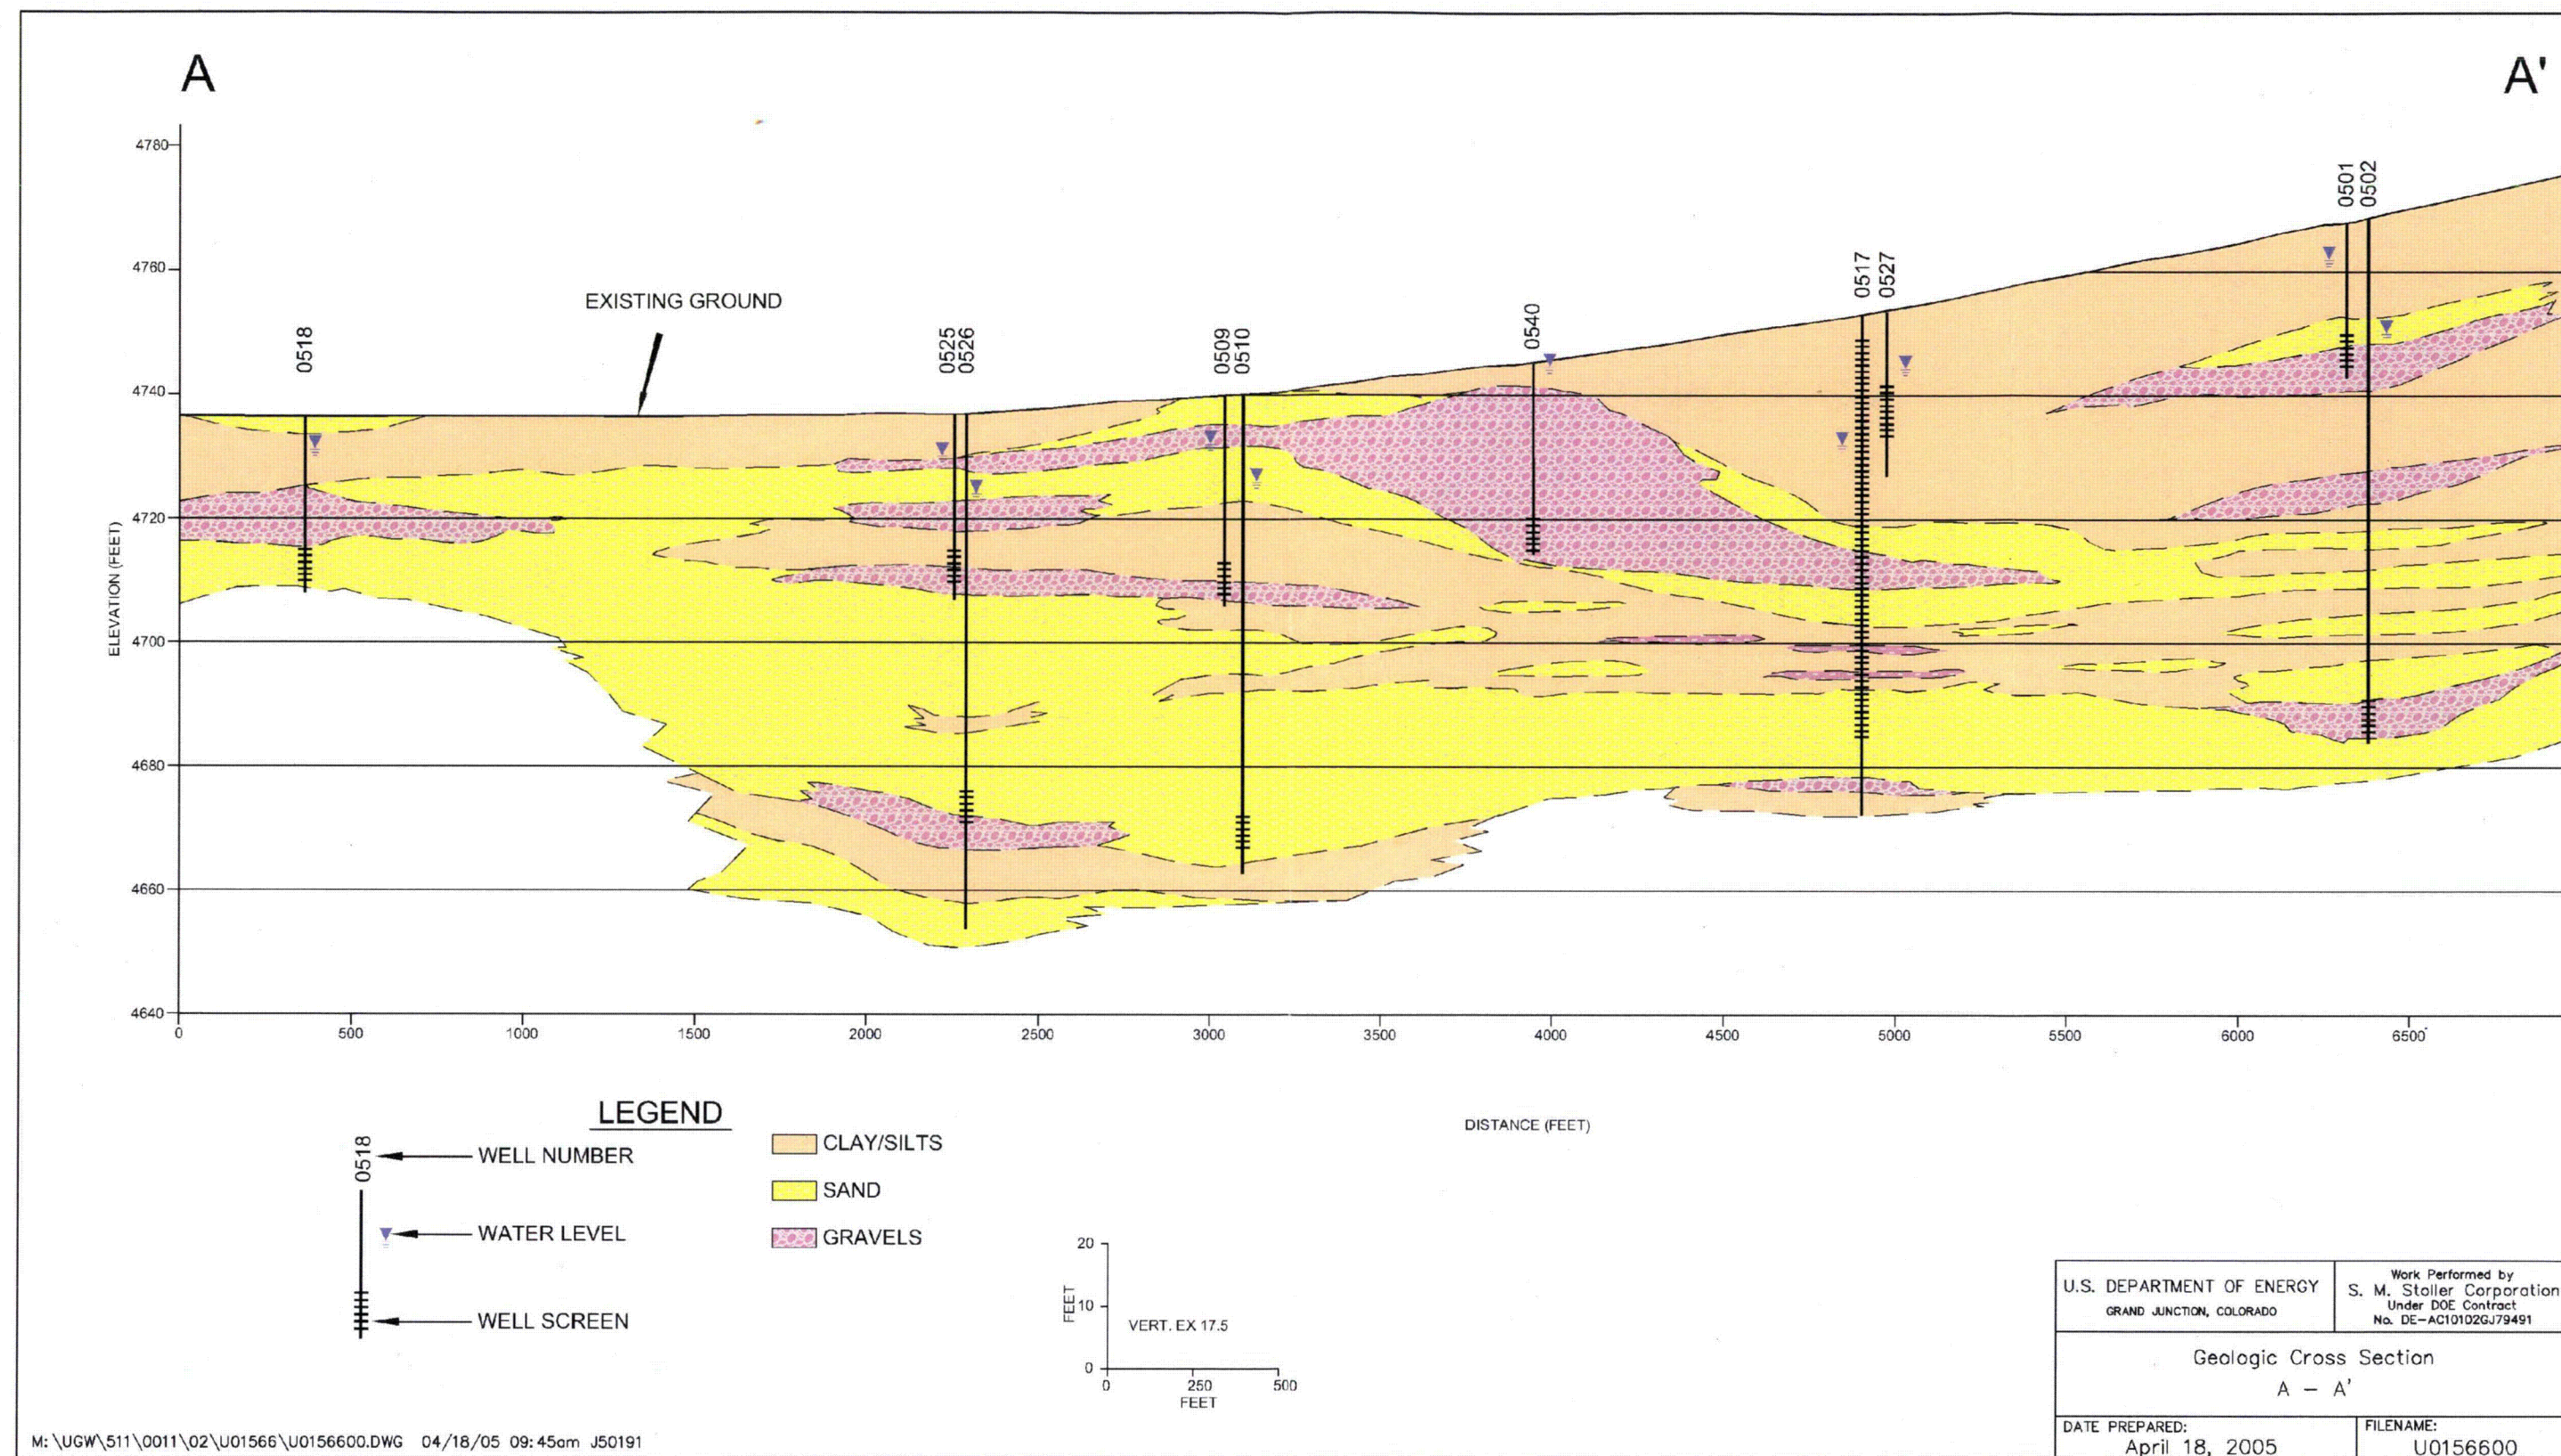 A
A'
4780
4760
4740
4720
4700
4680
4660
4640
ELEVATION (FEET)
EXISTING GROUND
0518
0525
0526
0509
0510
0540
0517
0527
0501
0502
0
500
1000
1500
2000
2500
3000
3500
4000
4500
5000
5500
6000
6500
DISTANCE (FEET)
LEGEND
0518
WELL NUMBER
WATER LEVEL
WELL SCREEN
CLAY/SILTS
SAND
GRAVELS
20
10
0
FEET
VERT. EX 17.5
0
250
500
FEET
U.S. DEPARTMENT OF ENERGY
GRAND JUNCTION, COLORADO
Work Performed by
S. M. Stoller Corporation
Under DOE Contract
No. DE-AC101D2GJ79491
Geologic Cross Section
A - A'
DATE PREPARED:
April 18, 2005
FILENAME:
U0156600
M:\UGW\511\0011\02\U01566\U0156600.DWG 04/18/05 09:45am J50191